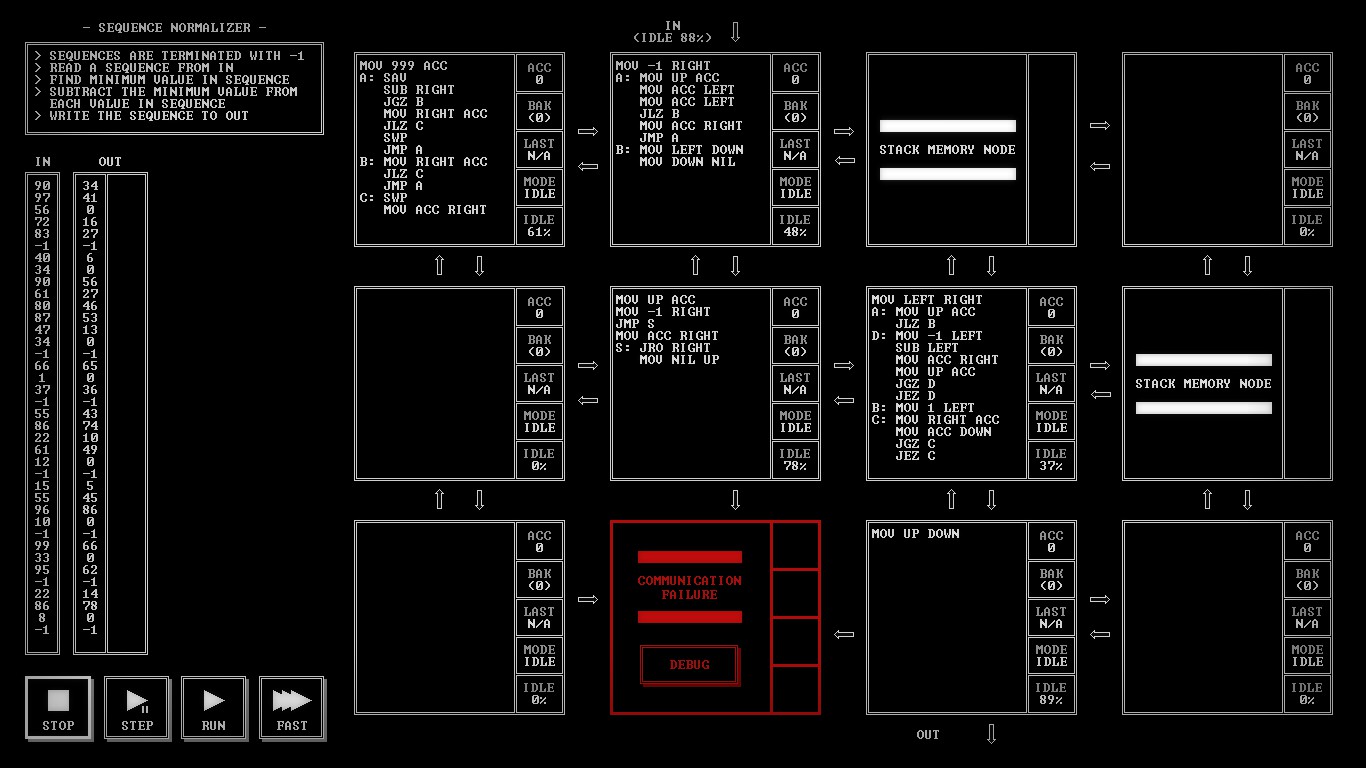 - SEQUENCE NORMALIZER -
> SEQUENCES ARE TERMINATED WITH -1
> READ A SEQUENCE FROM IN
> FIND MINIMUM VALUE IN SEQUENCE
> SUBTRACT THE MINIMUM VALUE FROM
EACH VALUE IN SEQUENCE
> WRITE THE SEQUENCE TO OUT
IN OUT
90 34
97 41
56 0
72 16
83 27
-1 -1
40 6
34 0
90 56
61 27
80 46
87 53
47 13
34 0
-1 -1
66 65
1 0
37 36
-1 -1
55 43
86 74
22 10
61 49
12 0
-1 -1
15 5
55 45
96 86
10 0
-1 -1
99 66
33 0
95 62
-1 -1
22 14
86 78
8 0
-1 -1
STOP
STEP
RUN
FAST
IN
(IDLE 88%)
MOV 999 ACC
A: SAV
SUB RIGHT
JGZ B
MOV RIGHT ACC
JLZ C
SWP
JMP A
B: MOV RIGHT ACC
JLZ C
JMP A
C: SWP
MOV ACC RIGHT
ACC
0
BAK
(0)
LAST
N/A
MODE
IDLE
IDLE
61%
MOV -1 RIGHT
A: MOV UP ACC
MOV ACC LEFT
MOV ACC LEFT
JLZ B
MOV ACC RIGHT
JMP A
B: MOV LEFT DOWN
MOV DOWN NIL
ACC
0
BAK
(0)
LAST
N/A
MODE
IDLE
IDLE
48%
STACK MEMORY NODE
ACC
0
BAK
(0)
LAST
N/A
MODE
IDLE
IDLE
0%
ACC
0
BAK
(0)
LAST
N/A
MODE
IDLE
IDLE
0%
MOV UP ACC
MOV -1 RIGHT
JMP S
MOV ACC RIGHT
S: JRO RIGHT
MOV NIL UP
ACC
0
BAK
(0)
LAST
N/A
MODE
IDLE
IDLE
78%
MOV LEFT RIGHT
A: MOV UP ACC
JLZ B
D: MOV -1 LEFT
SUB LEFT
MOV ACC RIGHT
MOV UP ACC
JGZ D
JEZ D
B: MOV 1 LEFT
C: MOV RIGHT ACC
MOV ACC DOWN
JGZ C
JEZ C
ACC
0
BAK
(0)
LAST
N/A
MODE
IDLE
IDLE
37%
STACK MEMORY NODE
ACC
0
BAK
(0)
LAST
N/A
MODE
IDLE
IDLE
0%
COMMUNICATION
FAILURE
DEBUG
MOV UP DOWN
ACC
0
BAK
(0)
LAST
N/A
MODE
IDLE
IDLE
89%
ACC
0
BAK
(0)
LAST
N/A
MODE
IDLE
IDLE
0%
OUT